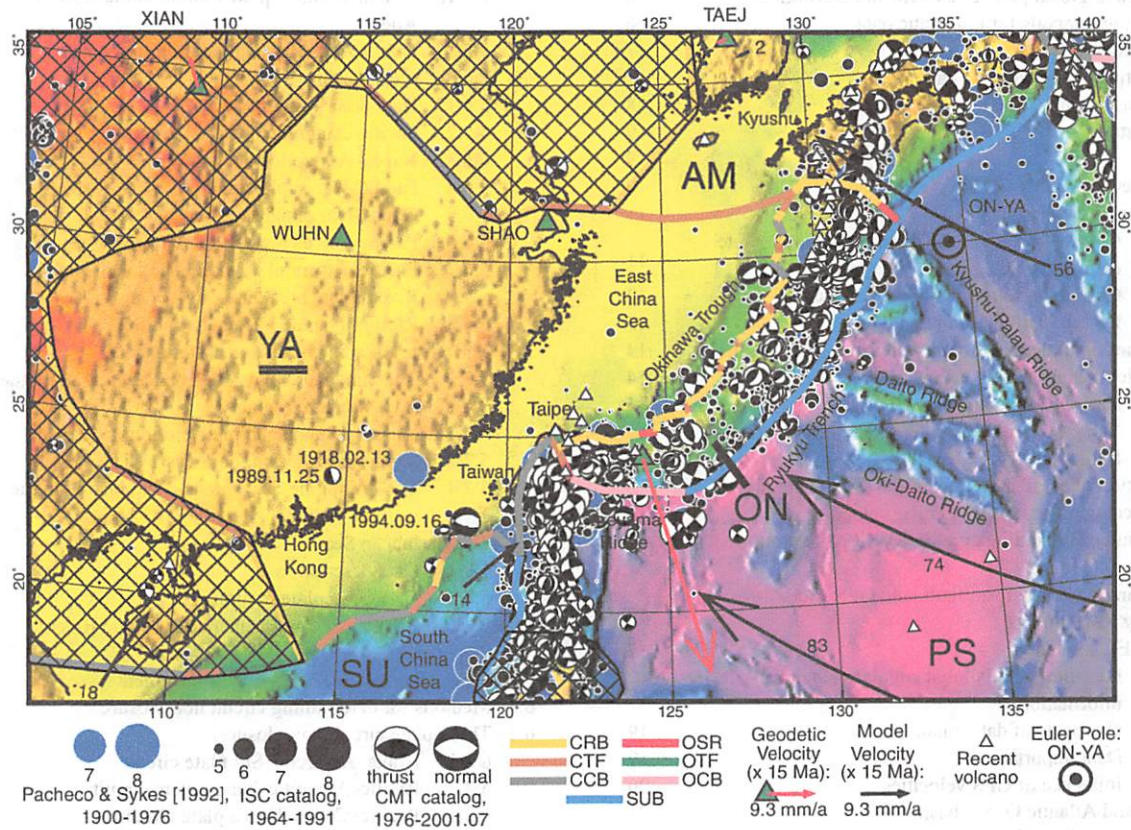 XIAN TAEJ
105° 110° 115° 120° 125° 130° 135° 140°
35° 35°
2
Kyushu
AM
30° ON-YA 30°
WUHN SHAO
56
East
China
Sea
Kyushu-Palau Ridge
Okinawa Trough
YA
25° Daito Ridge 25°
Taipei
Ryukyu Trench
1918.02.13
Taiwan
1989.11.25
ON
Oki-Daito Ridge
1994.09.16
Ridge
Hong
Kong
20° 74 20°
14
South
China
Sea
83
SU PS
18
110° 115° 120° 125° 130° 135°
7 8
5 6 7 8
thrust normal
Pacheco & Sykes [1992],
1900-1976
ISC catalog,
1964-1991
CMT catalog,
1976-2001.07
CRB OSR
CTF OTF
CCB OCB
SUB
Geodetic
Velocity
(x 15 Ma):
9.3 mm/a
Model
Velocity
(x 15 Ma):
9.3 mm/a
Recent
volcano
Euler Pole:
ON-YA